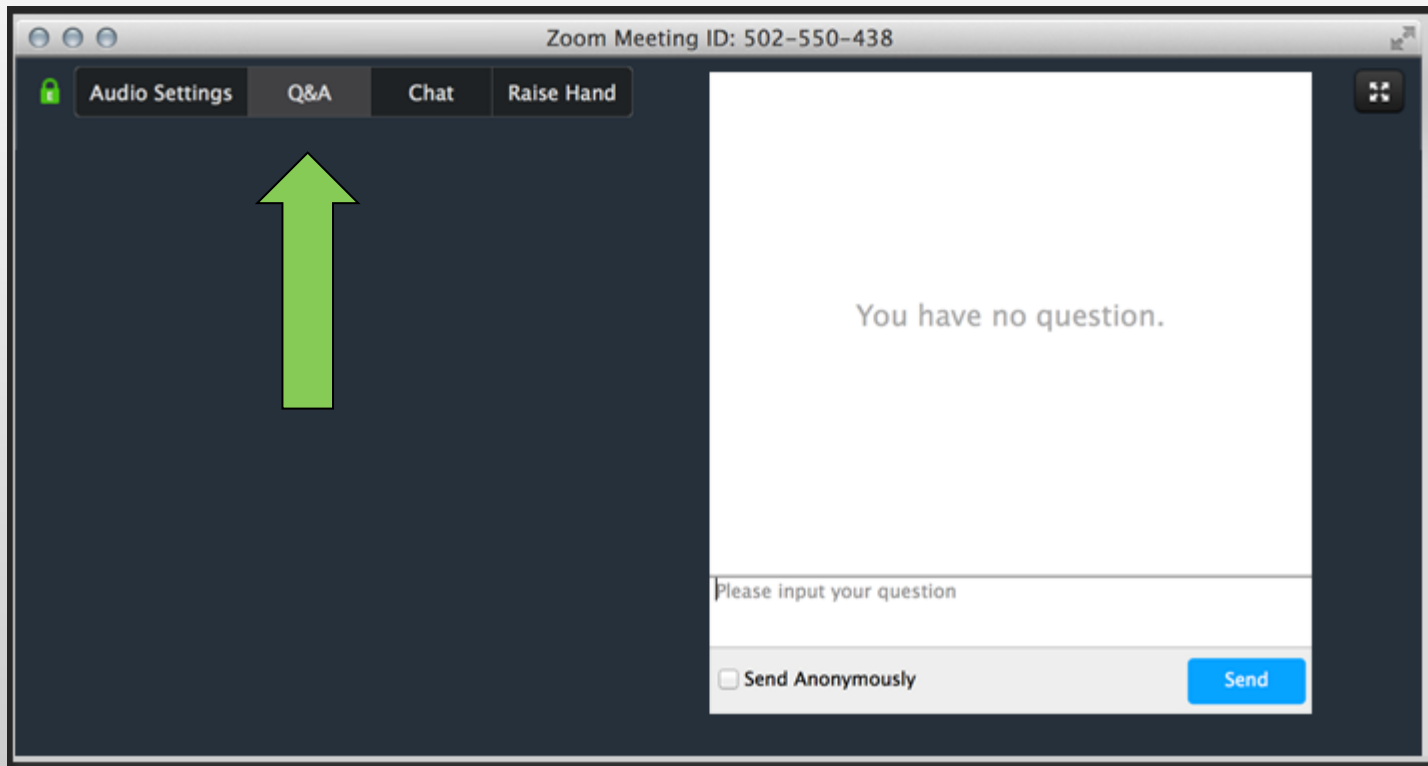 Zoom Meeting ID: 502-550-438
Audio Settings Q&A Chat Raise Hand
You have no question.
Please input your question
Send Anonymously Send